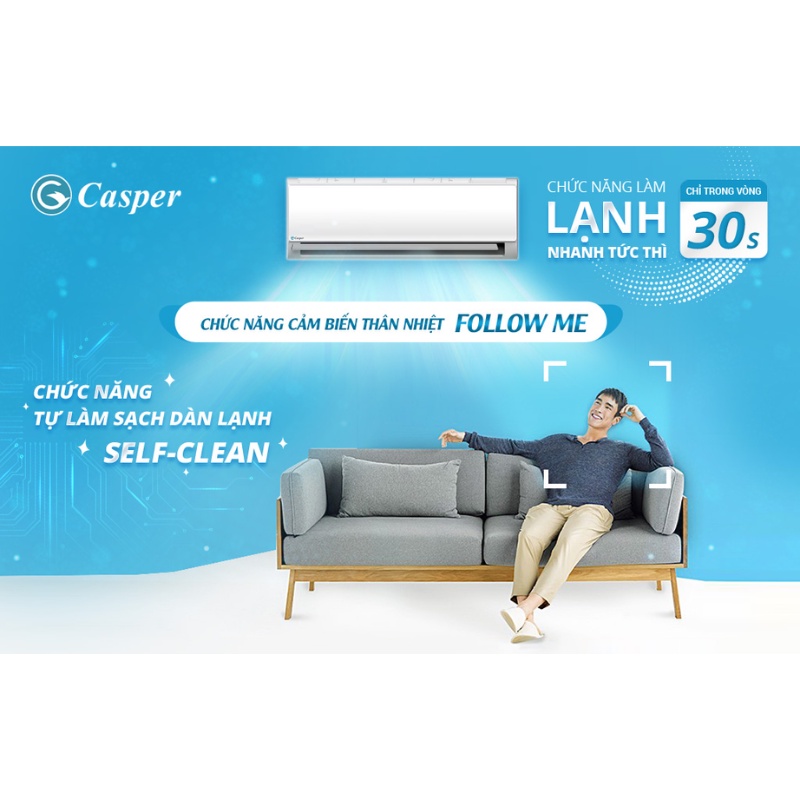 Casper
CHỨC NĂNG LÀM
LẠNH
NHANH TỨC THÌ
CHỈ TRONG VÒNG
30S
CHỨC NĂNG CẢM BIẾN THÂN NHIỆT FOLLOW ME
CHỨC NĂNG
TỰ LÀM SẠCH DÀN LẠNH
SELF-CLEAN